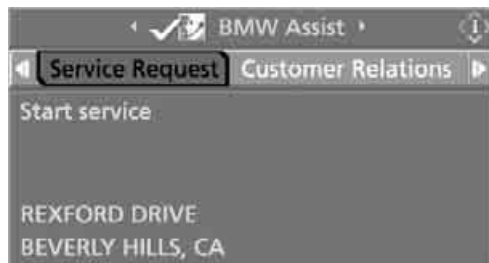 BMW Assist
Service Request Customer Relations
Start service
REXFORD DRIVE
BEVERLY HILLS, CA